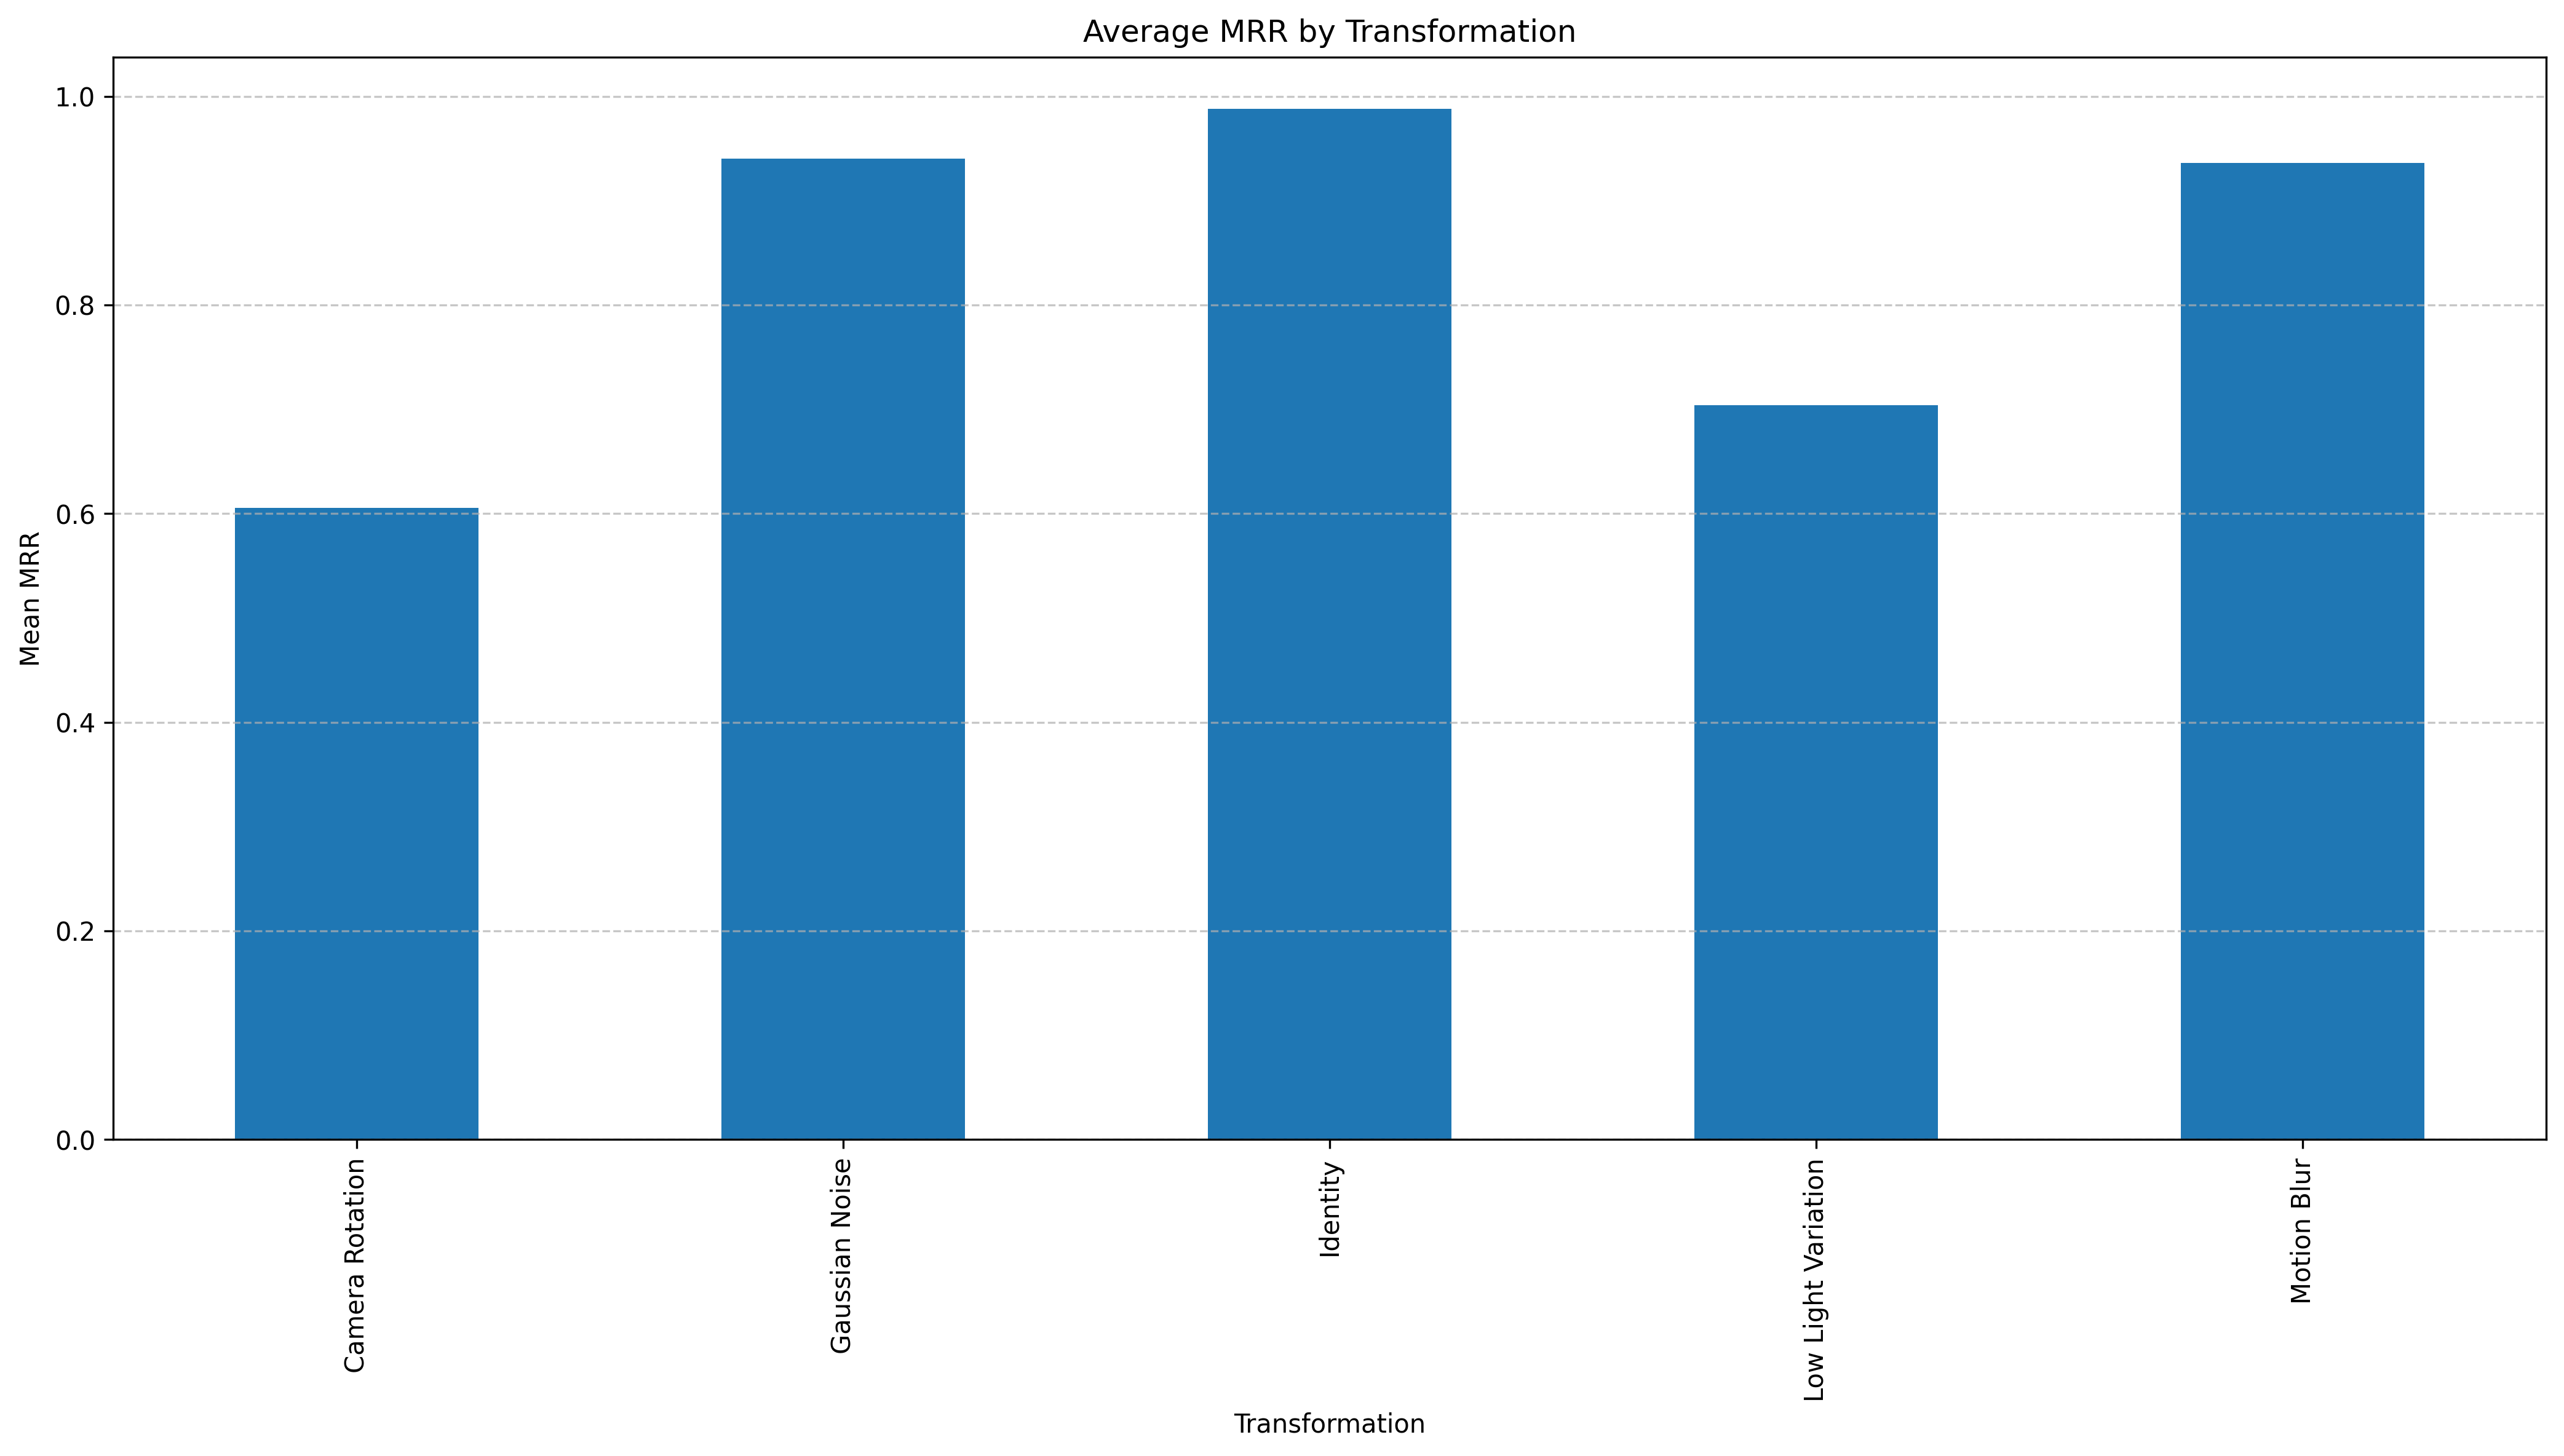 Average MRR by Transformation
1.0
0.8
0.6
0.4
0.2
0.0
Mean MRR
Camera Rotation
Gaussian Noise
Identity
Low Light Variation
Motion Blur
Transformation